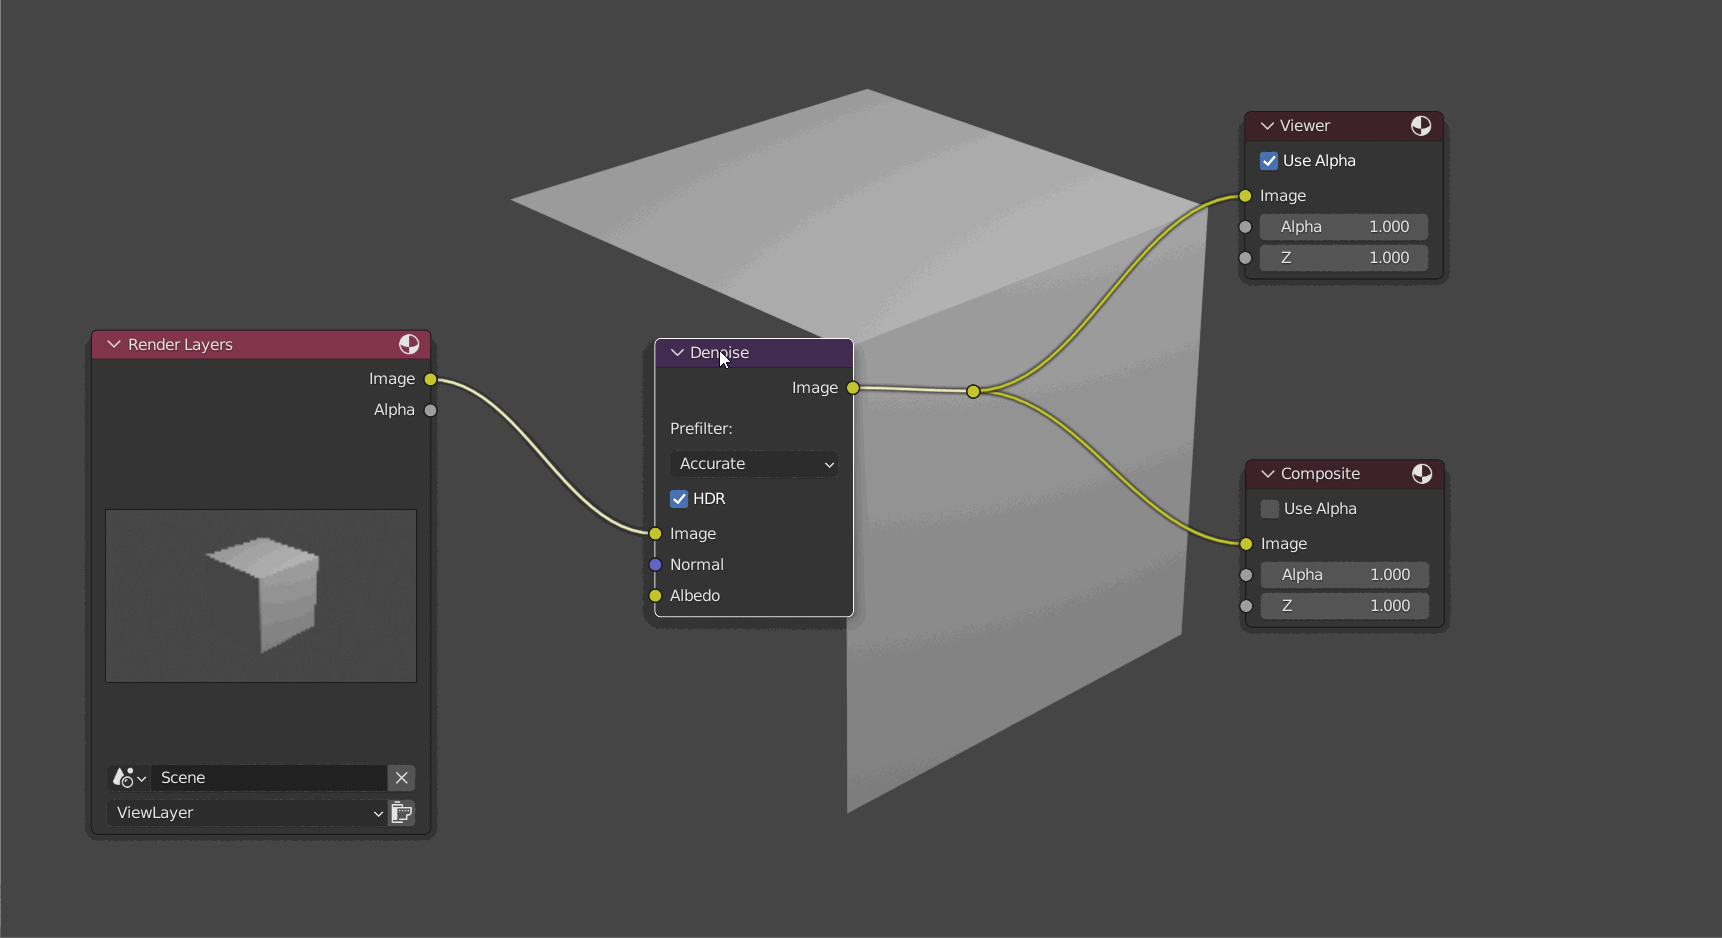 Render Layers
Image
Alpha
Scene
ViewLayer
Denoise
Image
Prefilter:
Accurate
HDR
Image
Normal
Albedo
Viewer
Use Alpha
Image
Alpha 1.000
Z 1.000
Composite
Use Alpha
Image
Alpha 1.000
Z 1.000